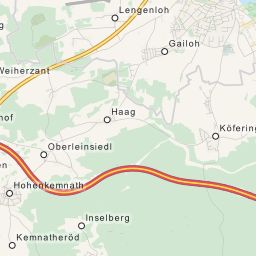 Lengenloh
Gailoh
Weiherzant
Haag
Köfering
Oberleinsiedl
Hohenkemnath
Inselberg
Kemnatheröd